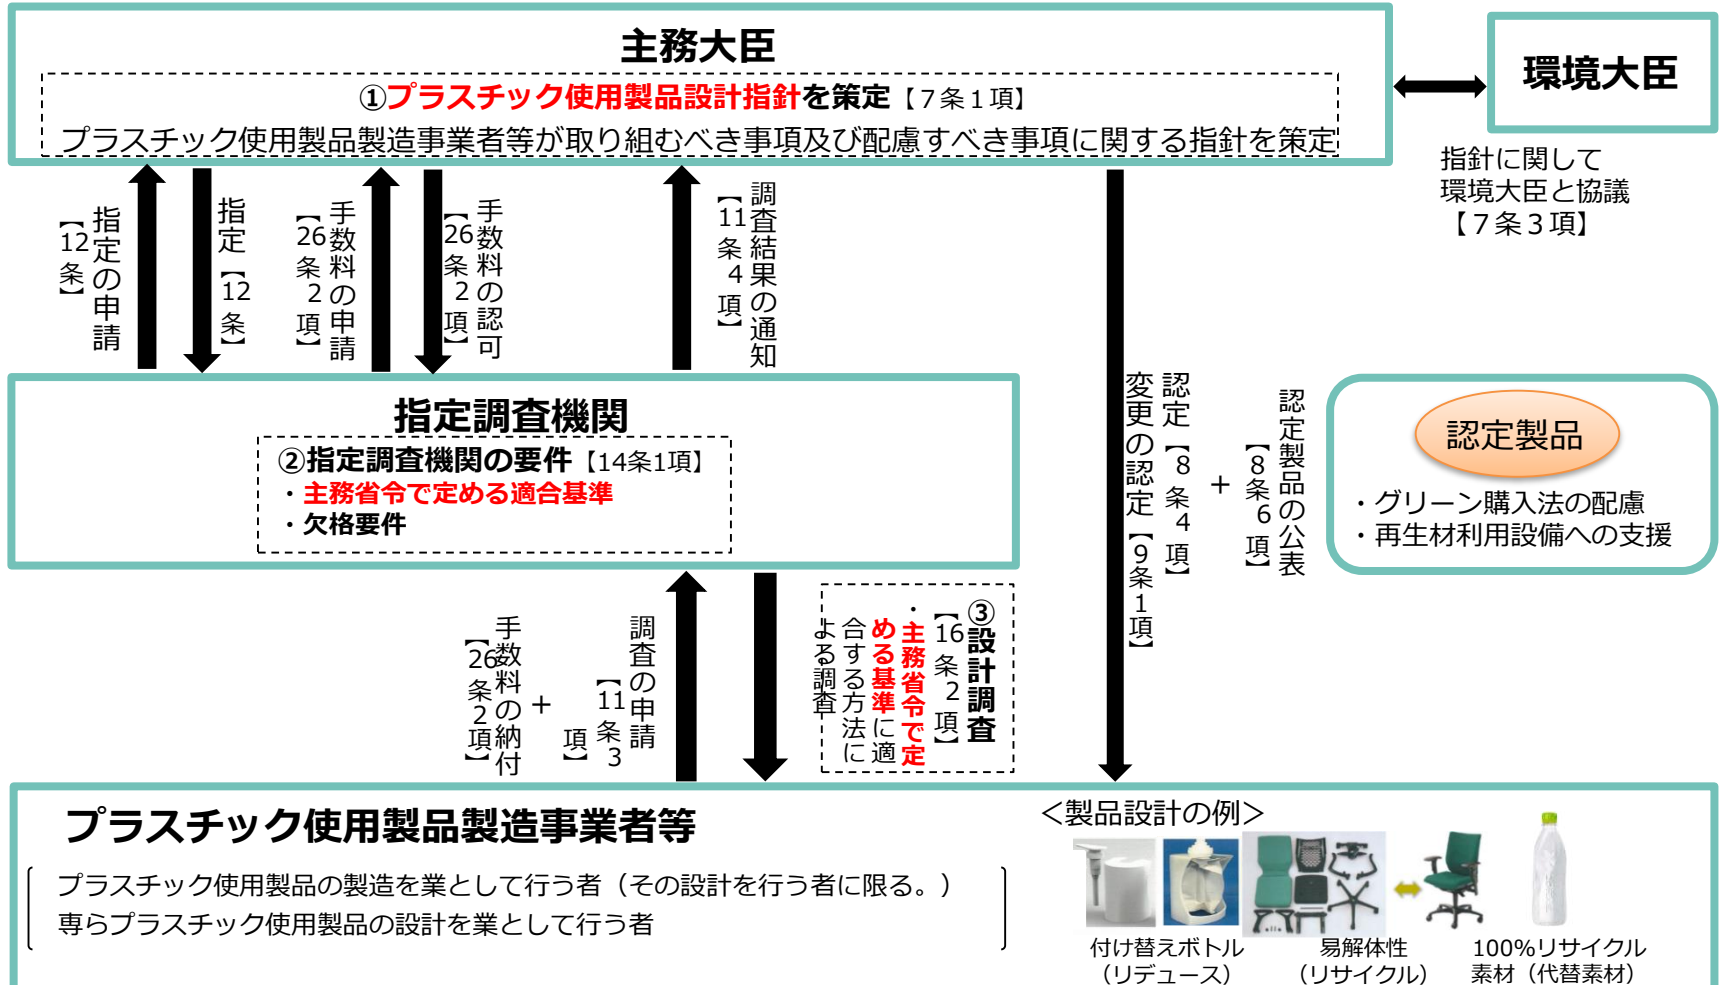 主務大臣
①プラスチック使用製品設計指針を策定【７条１項】
プラスチック使用製品製造事業者等が取り組むべき事項及び配慮すべき事項に関する指針を策定
環境大臣
指針に関して
環境大臣と協議
【７条３項】
指定の申請
【12条】
指定【12条】
手数料の申請
【26条２項】
手数料の認可
【26条２項】
調査結果の通知
【11条４項】
認定【８条４項】
変更の認定【９条１項】
＋
認定製品の公表
【８条６項】
認定製品
・グリーン購入法の配慮
・再生材利用設備への支援
指定調査機関
②指定調査機関の要件【14条1項】
・主務省令で定める適合基準
・欠格要件
調査の申請
【11条３
項】
＋
手数料の納付
【26条２項】
③設計調査
【16条２項】
・主務省令で定
める基準に適
合する方法に
よる調査
プラスチック使用製品製造事業者等
プラスチック使用製品の製造を業として行う者（その設計を行う者に限る。）
専らプラスチック使用製品の設計を業として行う者
＜製品設計の例＞
付け替えボトル
（リデュース）
易解体性
（リサイクル）
100%リサイクル
素材（代替素材）